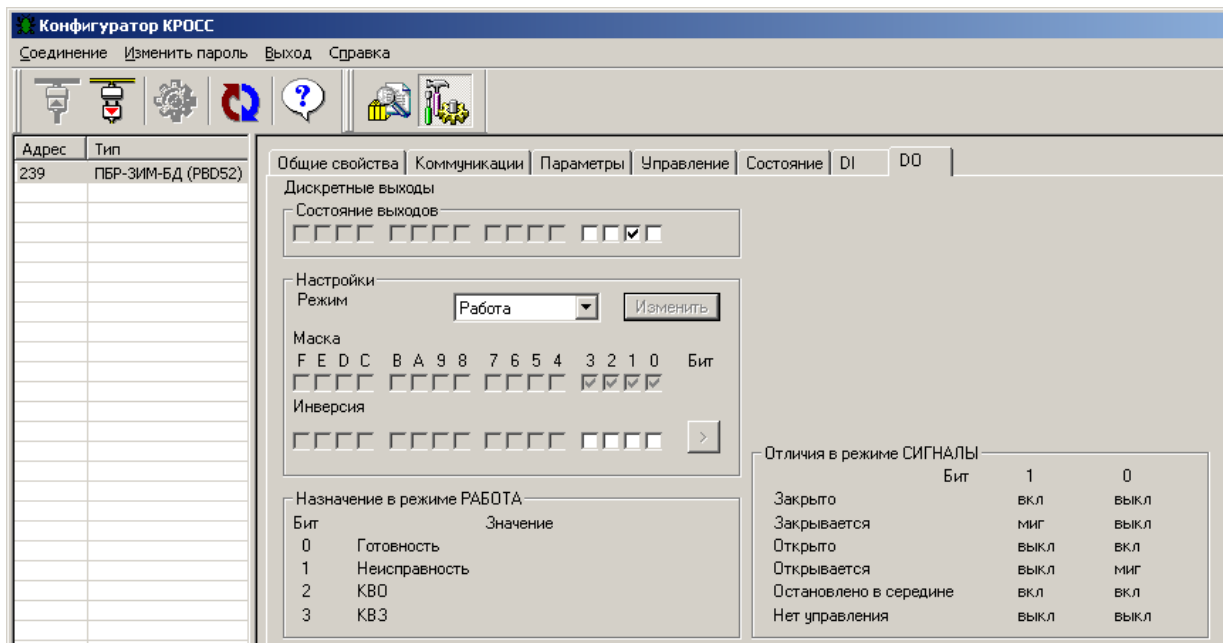 Конфигуратор КРОСС
Соединение Изменить пароль Выход Справка
Адрес Тип
239 ПБР-3ИМ-БД (PBD52)
Общие свойства Коммуникации Параметры Управление Состояние DI DO
Дискретные выходы
Состояние выходов
Настройки
Режим Работа Изменить
Маска
F E D C B A 9 8 7 6 5 4 3 2 1 0 Бит
Инверсия
>
Назначение в режиме РАБОТА
Бит Значение
0 Готовность
1 Неисправность
2 КВО
3 КВЗ
Отличия в режиме СИГНАЛЫ
Бит 1 0
Закрыто вкл выкл
Закрывается миг выкл
Открыто выкл вкл
Открывается выкл миг
Остановлено в середине вкл вкл
Нет управления выкл выкл